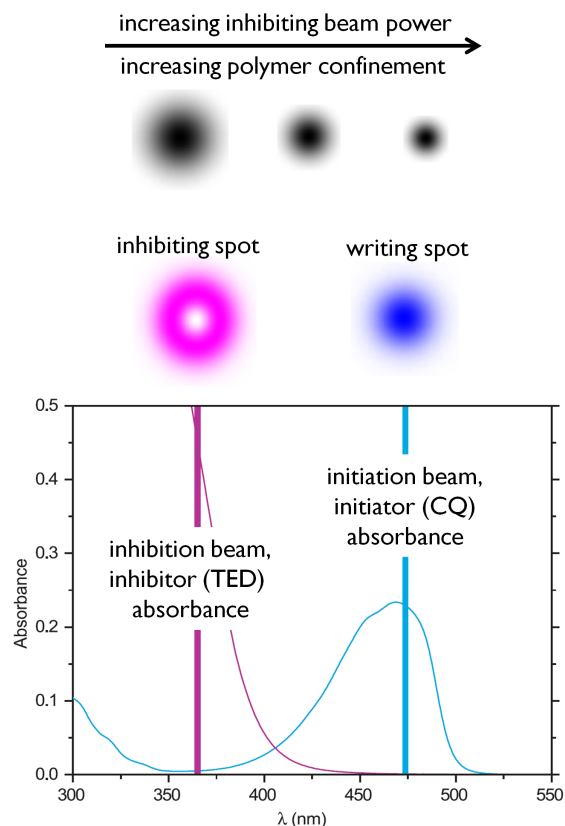 increasing inhibiting beam power
increasing polymer confinement
inhibiting spot
writing spot
0.5
0.4
0.3
0.2
0.1
0.0
Absorbance
initiation beam,
initiator (CQ)
absorbance
inhibition beam,
inhibitor (TED)
absorbance
300
350
400
450
500
550
λ (nm)